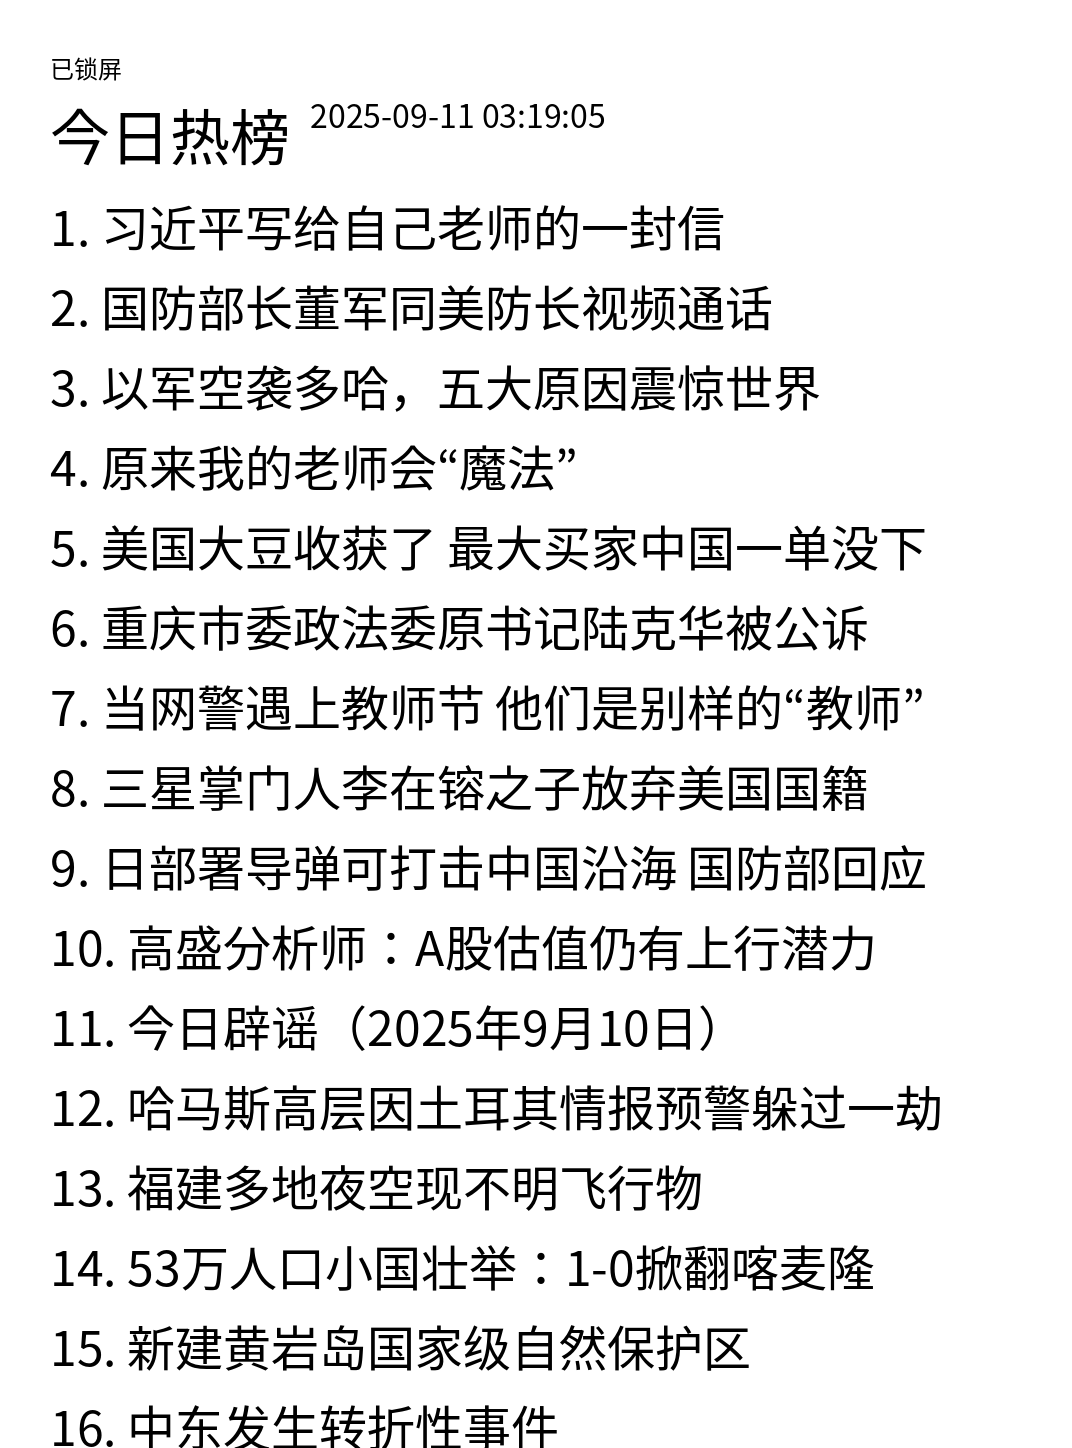 已锁屏
今日热榜 2025-09-11 03:19:05
1. 习近平写给自己老师的一封信
2. 国防部长董军同美防长视频通话
3. 以军空袭多哈，五大原因震惊世界
4. 原来我的老师会“魔法”
5. 美国大豆收获了 最大买家中国一单没下
6. 重庆市委政法委原书记陆克华被公诉
7. 当网警遇上教师节 他们是别样的“教师”
8. 三星掌门人李在镕之子放弃美国国籍
9. 日部署导弹可打击中国沿海 国防部回应
10. 高盛分析师：A股估值仍有上行潜力
11. 今日辟谣（2025年9月10日）
12. 哈马斯高层因土耳其情报预警躲过一劫
13. 福建多地夜空现不明飞行物
14. 53万人口小国壮举：1-0掀翻喀麦隆
15. 新建黄岩岛国家级自然保护区
16. 中东发生转折性事件